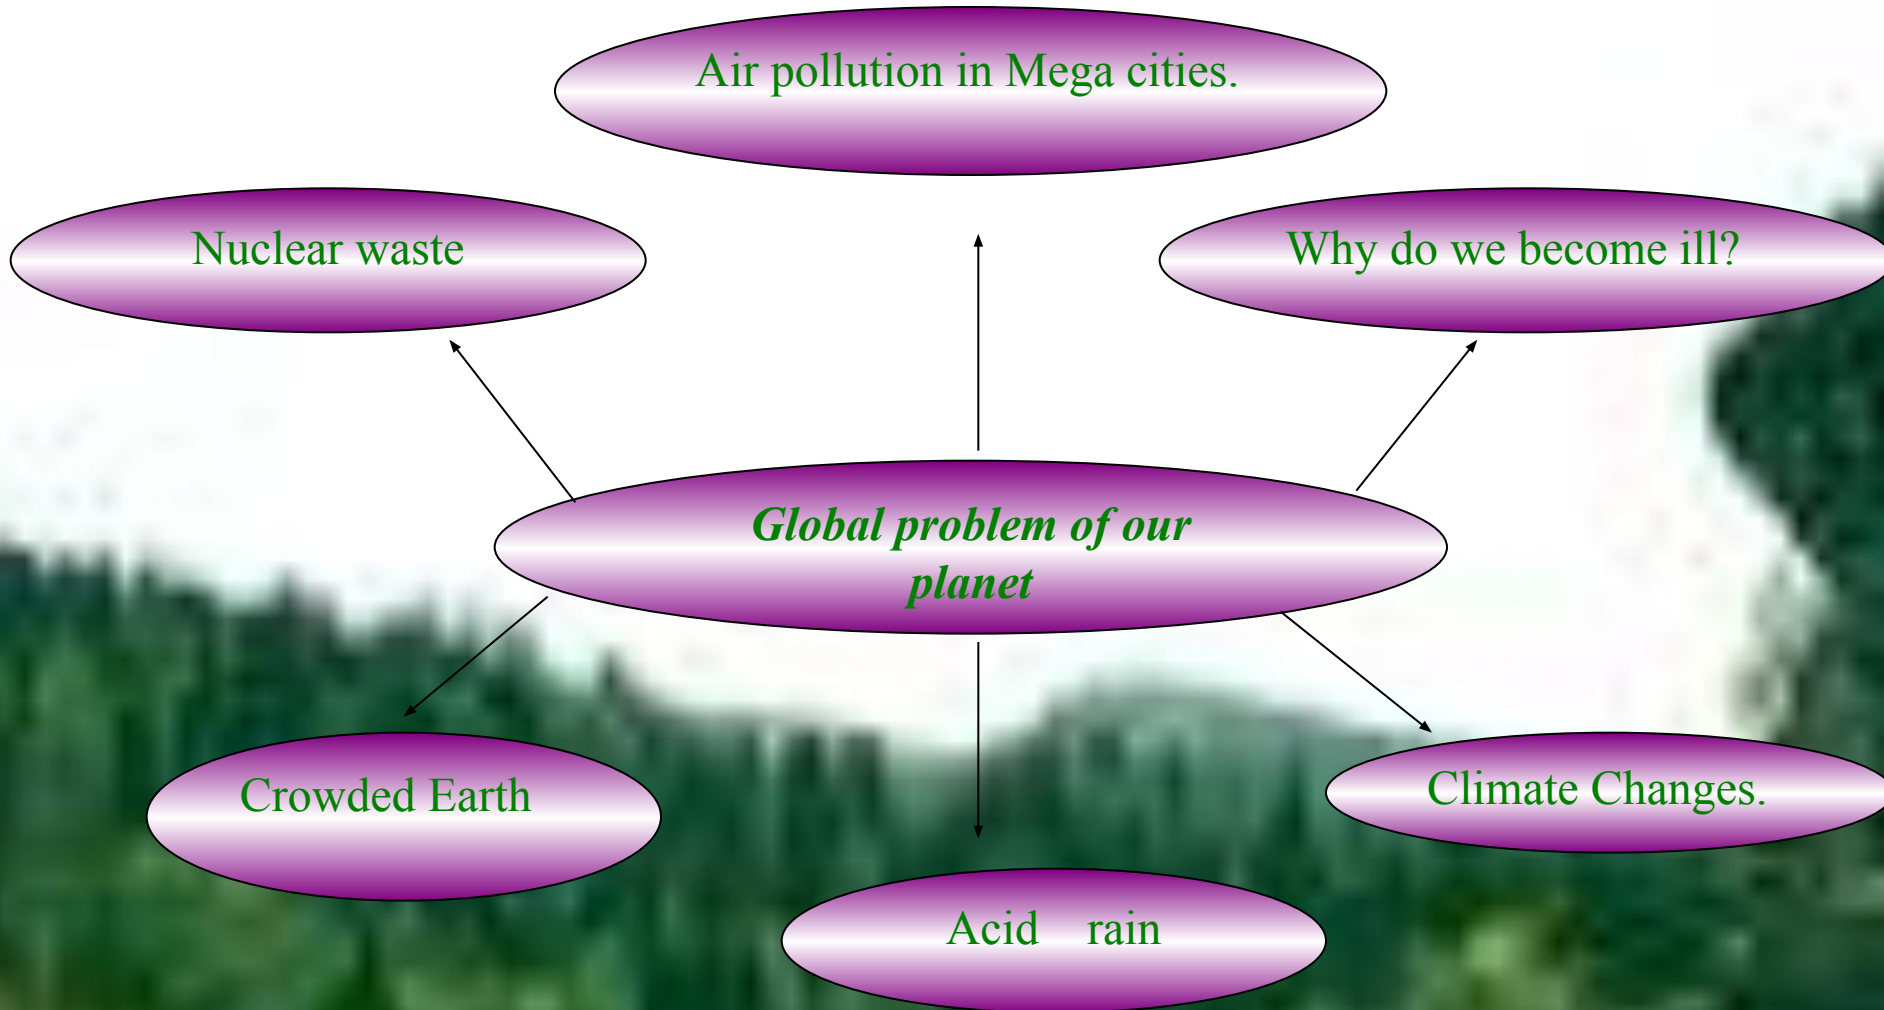 Air pollution in Mega cities.
Nuclear waste
Why do we become ill?
Global problem of our
planet
Crowded Earth
Climate Changes.
Acid rain